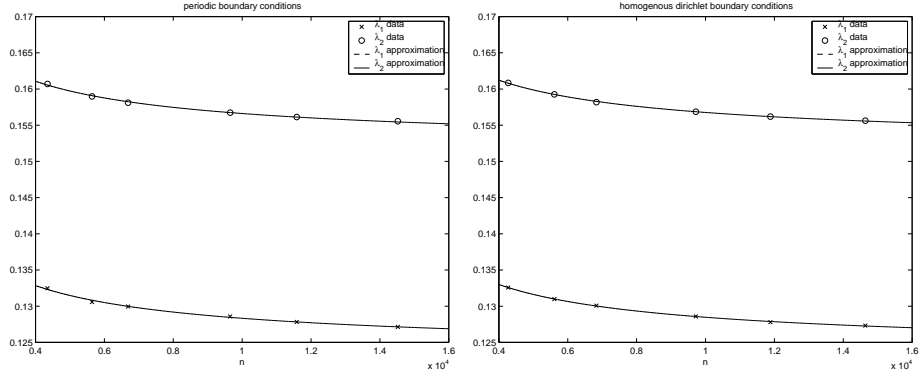 periodic boundary conditions
0.17
0.165
0.16
0.155
0.15
0.145
0.14
0.135
0.13
0.125
0.4
0.6
0.8
1
1.2
1.4
1.6
n
x 10⁴
λ₁ data
λ₂ data
λ₁ approximation
λ₂ approximation
homogenous dirichlet boundary conditions
0.17
0.165
0.16
0.155
0.15
0.145
0.14
0.135
0.13
0.125
0.4
0.6
0.8
1
1.2
1.4
1.6
n
x 10⁴
λ₁ data
λ₂ data
λ₁ approximation
λ₂ approximation